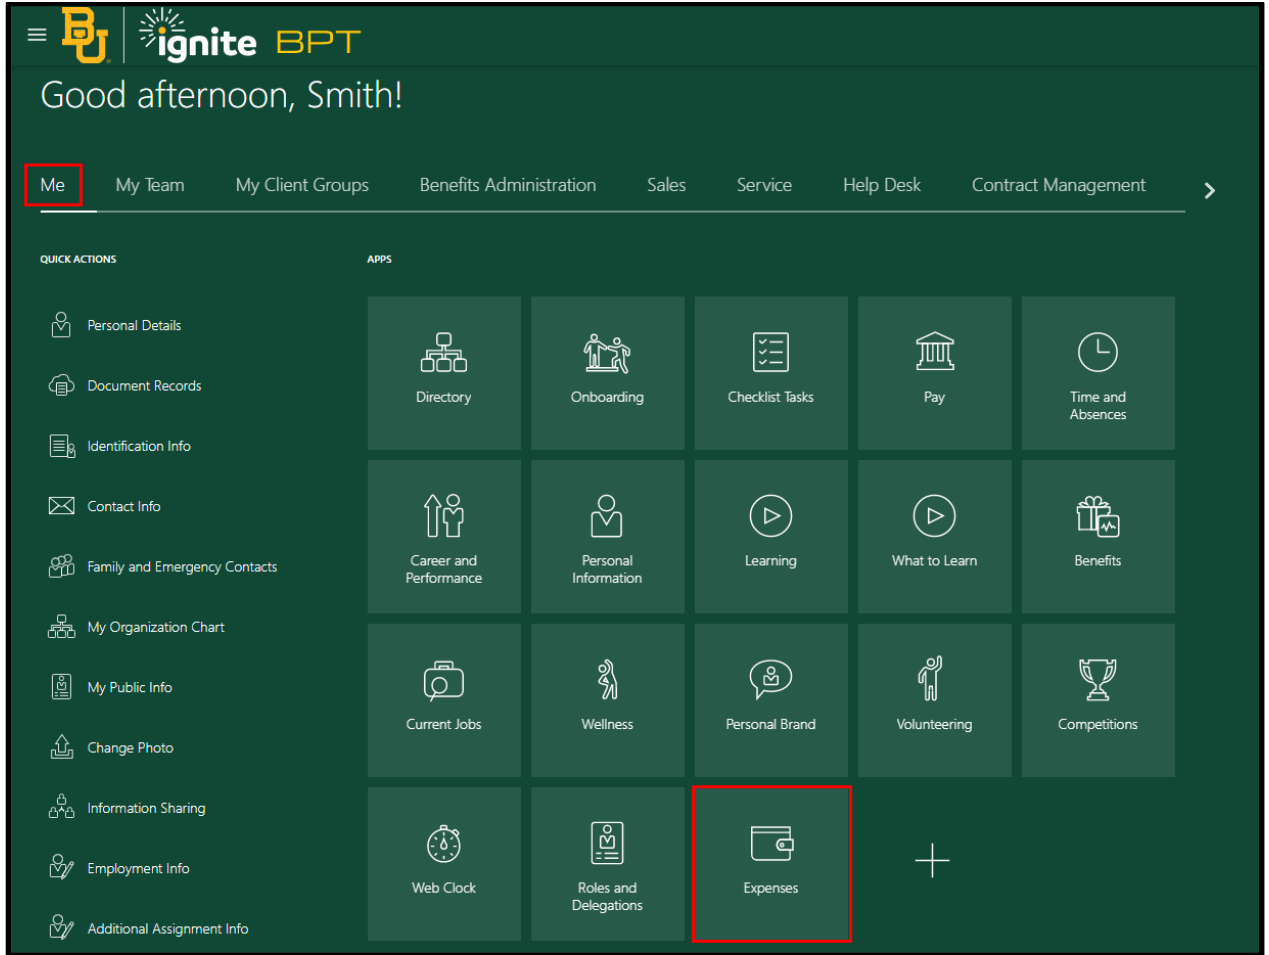 BU ignite BPT
Good afternoon, Smith!
Me My Team My Client Groups Benefits Administration Sales Service Help Desk Contract Management
QUICK ACTIONS
Personal Details
Document Records
Identification Info
Contact Info
Family and Emergency Contacts
My Organization Chart
My Public Info
Change Photo
Information Sharing
Employment Info
Additional Assignment Info
APPS
Directory
Onboarding
Checklist Tasks
Pay
Time and
Absences
Career and
Performance
Personal
Information
Learning
What to Learn
Benefits
Current Jobs
Wellness
Personal Brand
Volunteering
Competitions
Web Clock
Roles and
Delegations
Expenses